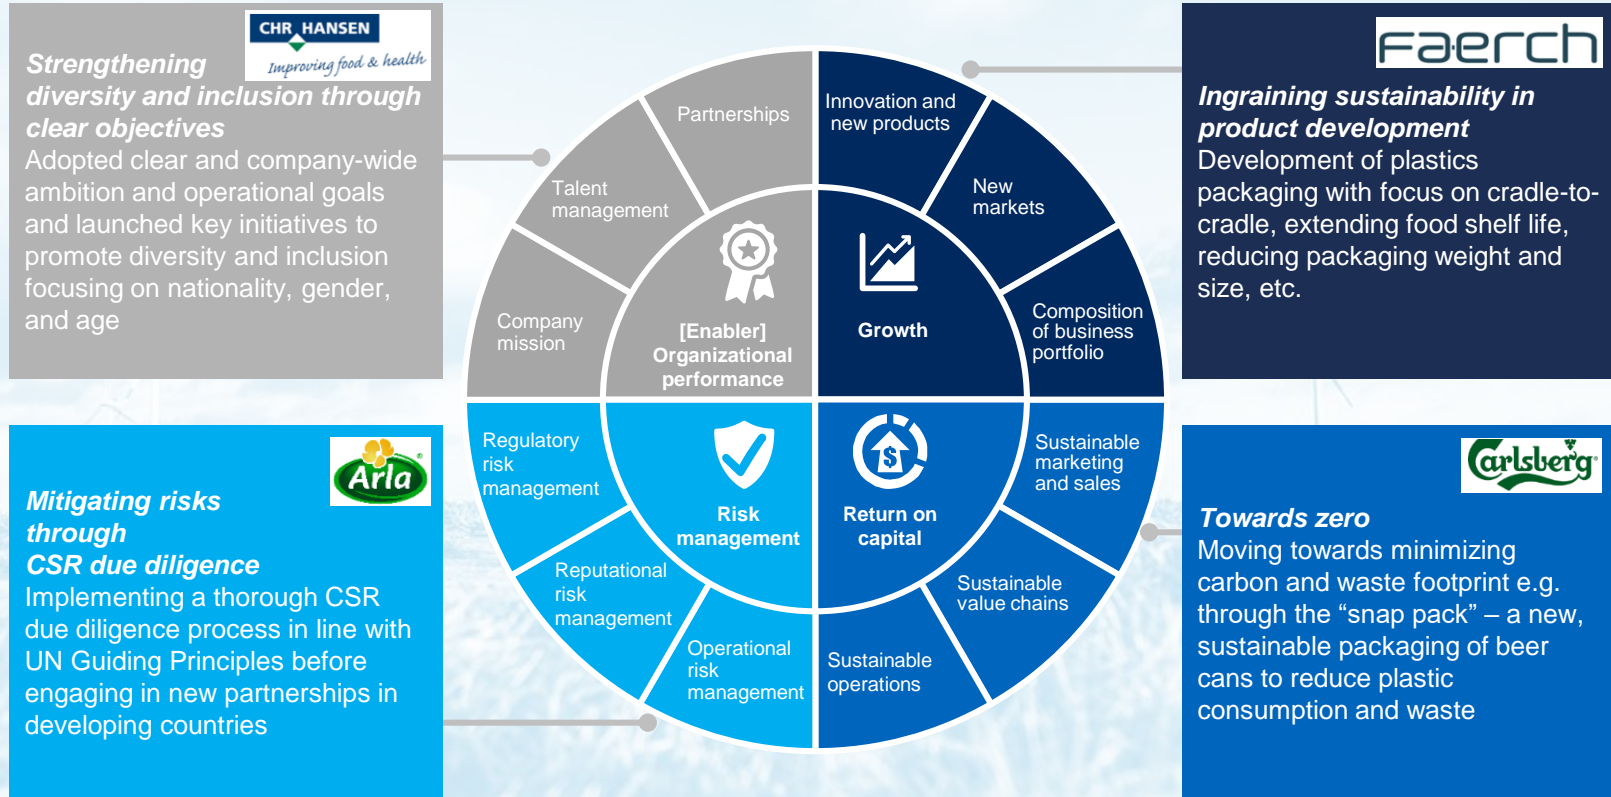 CHR HANSEN
Improving food & health
Strengthening
diversity and inclusion through
clear objectives
Adopted clear and company-wide
ambition and operational goals
and launched key initiatives to
promote diversity and inclusion
focusing on nationality, gender,
and age
Partnerships
Talent
management
Company
mission
[Enabler]
Organizational
performance
Innovation and
new products
New
markets
Composition
of business
portfolio
Growth
Faerch
Ingraining sustainability in
product development
Development of plastics
packaging with focus on cradle-to-
cradle, extending food shelf life,
reducing packaging weight and
size, etc.
Arla
Mitigating risks
through
CSR due diligence
Implementing a thorough CSR
due diligence process in line with
UN Guiding Principles before
engaging in new partnerships in
developing countries
Regulatory
risk
management
Reputational
risk
management
Operational
risk
management
Risk
management
$
Return on
capital
Sustainable
marketing
and sales
Sustainable
value chains
Sustainable
operations
Carlsberg
Towards zero
Moving towards minimizing
carbon and waste footprint e.g.
through the “snap pack” – a new,
sustainable packaging of beer
cans to reduce plastic
consumption and waste